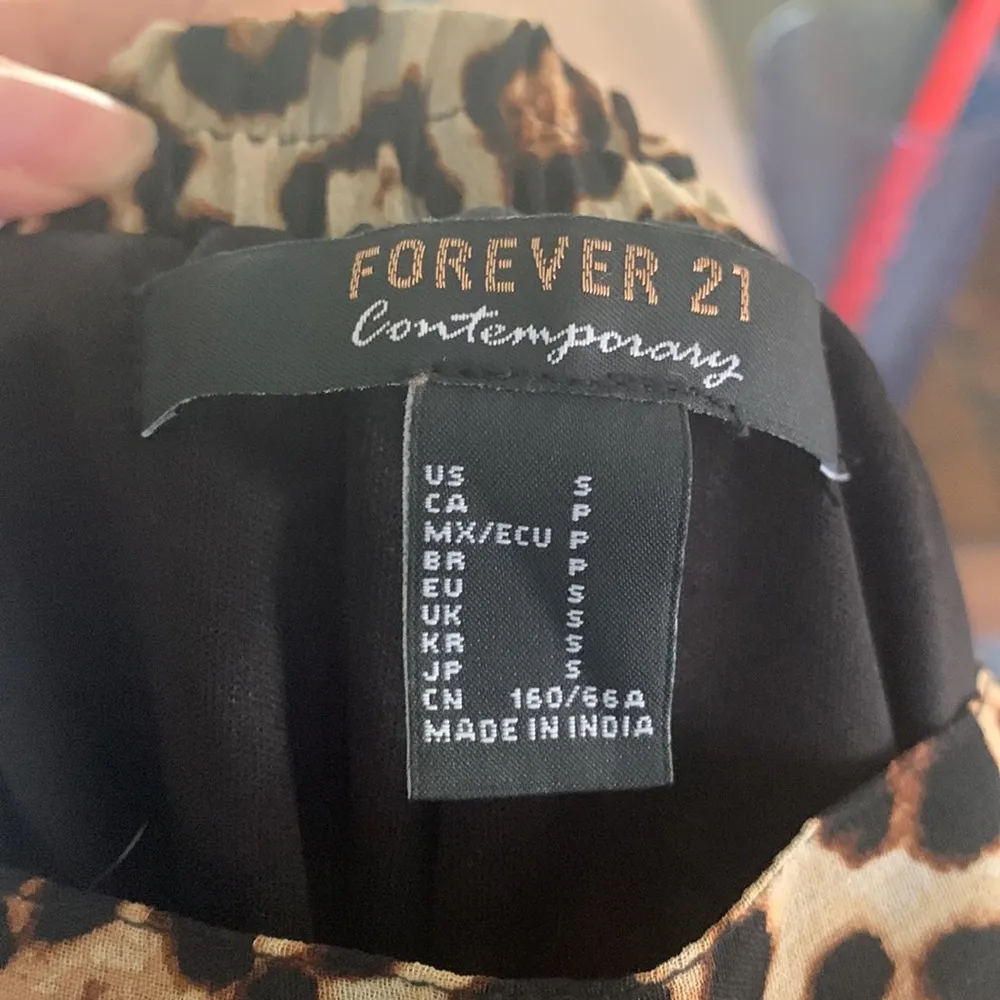 FOREVER 21
Contemporary
US S
CA P
MX/ECU P
BR P
EU S
UK S
KR S
JP S
CN 160/66A
MADE IN INDIA